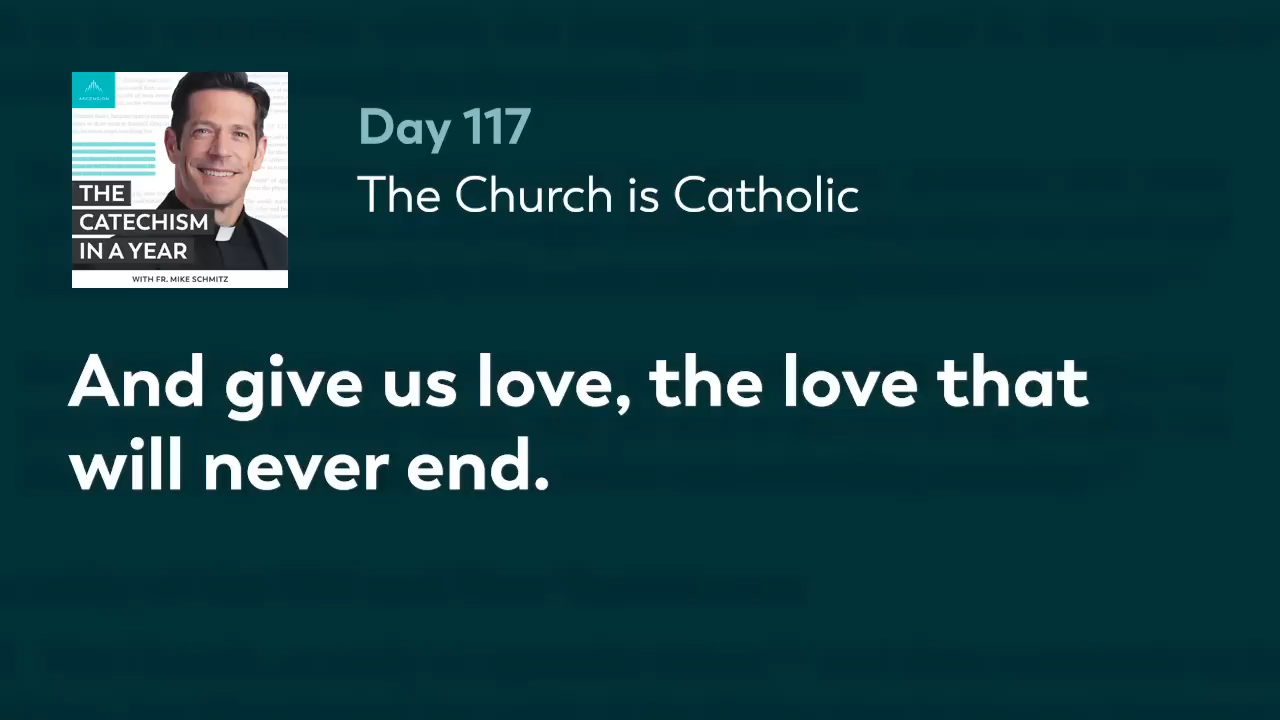 ASCENSION
THE
CATECHISM
IN A YEAR
WITH FR. MIKE SCHMITZ
Day 117
The Church is Catholic
And give us love, the love that
will never end.